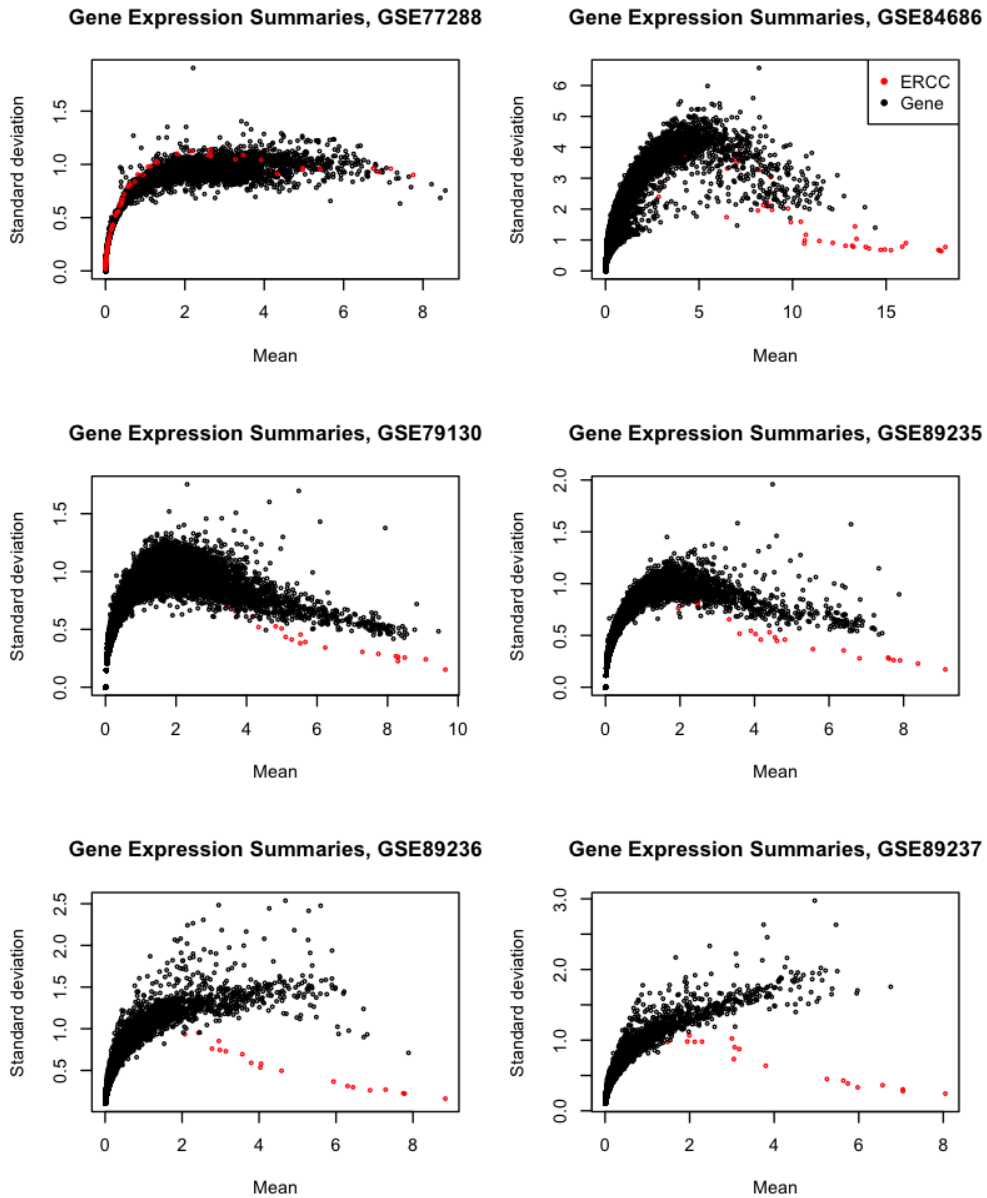 Gene Expression Summaries, GSE77288
Standard deviation
0.0 0.5 1.0 1.5
0 2 4 6 8
Mean
Gene Expression Summaries, GSE84686
Standard deviation
0 1 2 3 4 5 6
ERCC
Gene
5 10 15
Mean
Gene Expression Summaries, GSE79130
Standard deviation
0.0 0.5 1.0 1.5
0 2 4 6 8 10
Mean
Gene Expression Summaries, GSE89235
Standard deviation
0.0 0.5 1.0 1.5 2.0
0 2 4 6 8
Mean
Gene Expression Summaries, GSE89236
Standard deviation
0.5 1.0 1.5 2.0 2.5
0 2 4 6 8
Mean
Gene Expression Summaries, GSE89237
Standard deviation
0.0 1.0 2.0 3.0
0 2 4 6 8
Mean